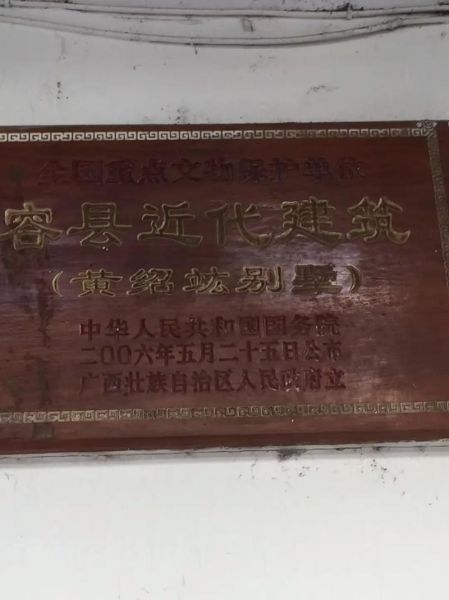 全国重点文物保护单位
容县近代建筑
(黄绍竑别墅)
中华人民共和国国务院
二〇〇六年五月二十五日公布
广西壮族自治区人民政府立